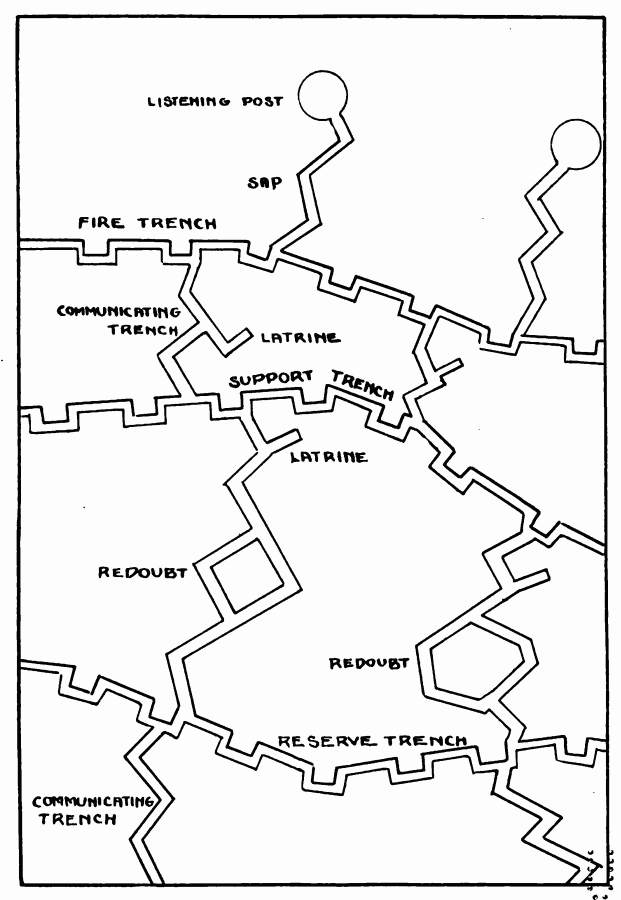 LISTENING POST
SAP
FIRE TRENCH
COMMUNICATING
TRENCH
LATRINE
SUPPORT TRENCH
LATRINE
REDOUBT
REDOUBT
RESERVE TRENCH
COMMUNICATING
TRENCH